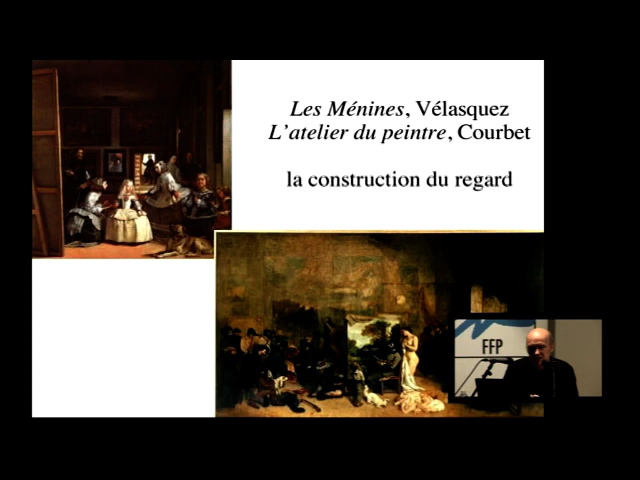 Les Ménines, Vélasquez
L'atelier du peintre, Courbet
la construction du regard
FFP